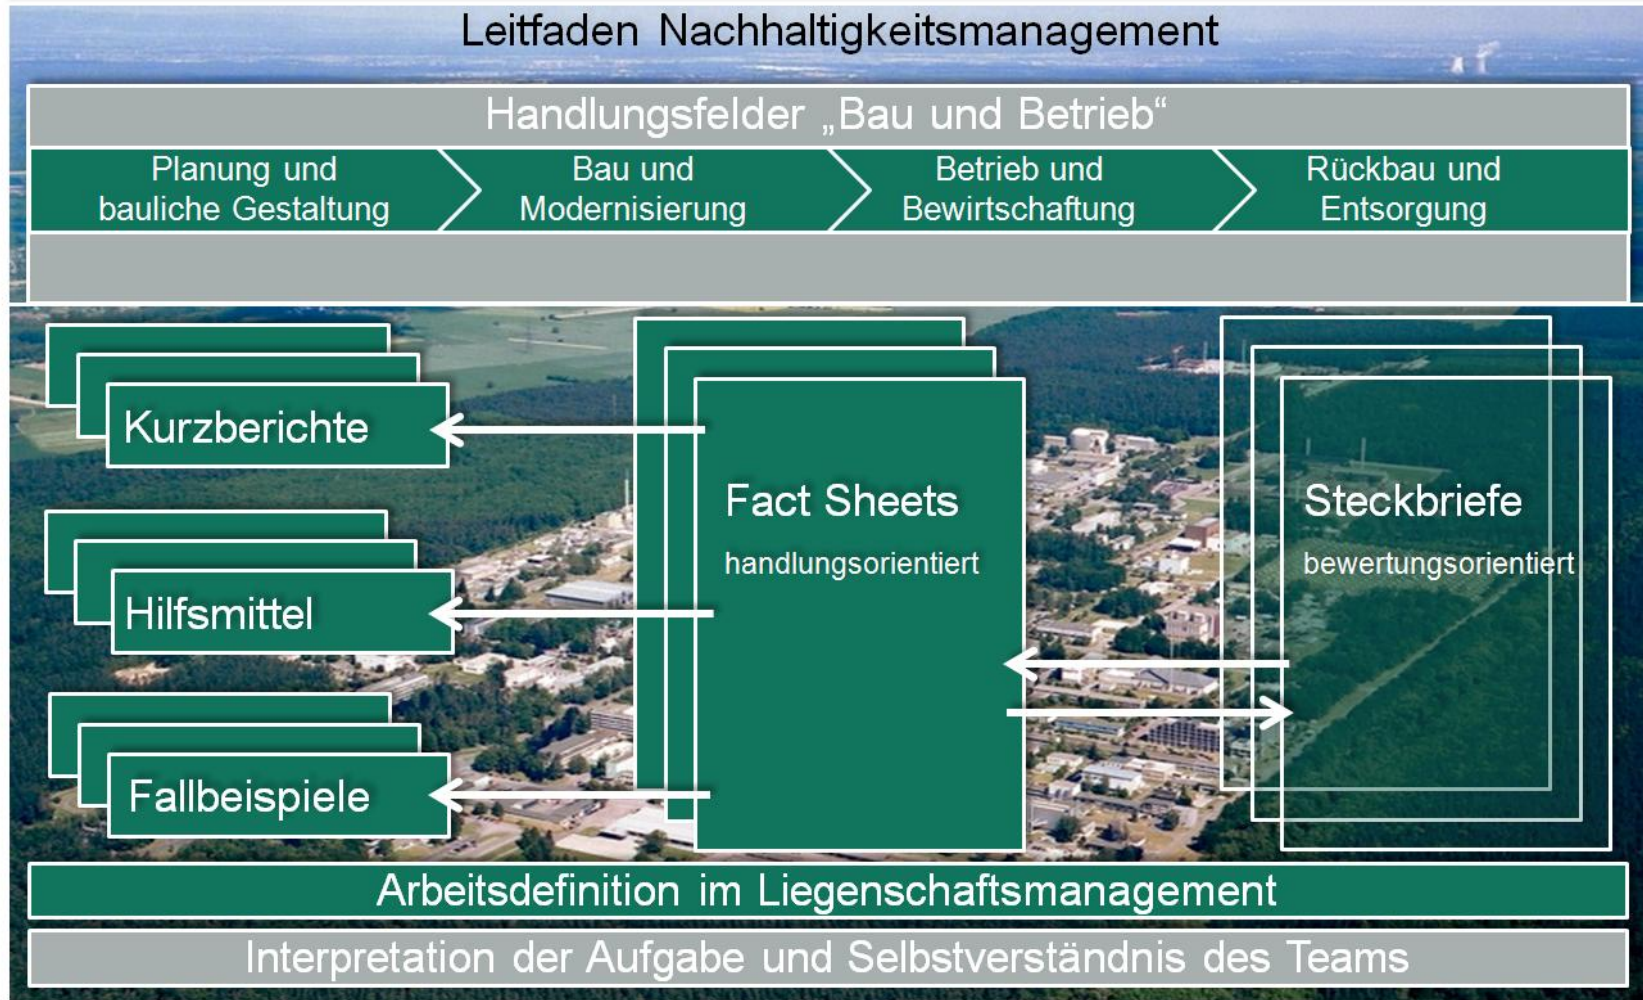 Leitfaden Nachhaltigkeitsmanagement
Handlungsfelder „Bau und Betrieb“
Planung und
bauliche Gestaltung
Bau und
Modernisierung
Betrieb und
Bewirtschaftung
Rückbau und
Entsorgung
Kurzberichte
Hilfsmittel
Fallbeispiele
Fact Sheets
handlungsorientiert
Steckbriefe
bewertungsorientiert
Arbeitsdefinition im Liegenschaftsmanagement
Interpretation der Aufgabe und Selbstverständnis des Teams